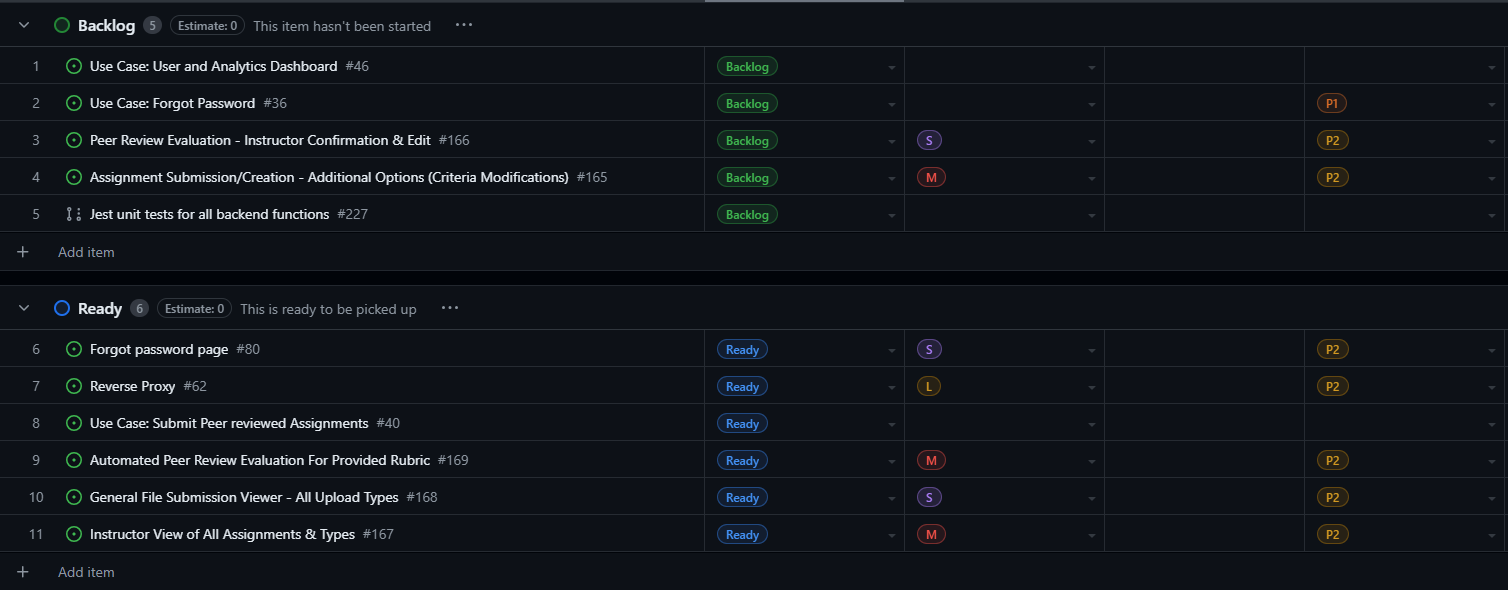 Backlog 5 Estimate: 0 This item hasn't been started ...
1 Use Case: User and Analytics Dashboard #46 Backlog
2 Use Case: Forgot Password #36 Backlog P1
3 Peer Review Evaluation - Instructor Confirmation & Edit #166 Backlog S P2
4 Assignment Submission/Creation - Additional Options (Criteria Modifications) #165 Backlog M P2
5 Jest unit tests for all backend functions #227 Backlog
+ Add item
Ready 6 Estimate: 0 This is ready to be picked up ...
6 Forgot password page #80 Ready S P2
7 Reverse Proxy #62 Ready L P2
8 Use Case: Submit Peer reviewed Assignments #40 Ready
9 Automated Peer Review Evaluation For Provided Rubric #169 Ready M P2
10 General File Submission Viewer - All Upload Types #168 Ready S P2
11 Instructor View of All Assignments & Types #167 Ready M P2
+ Add item